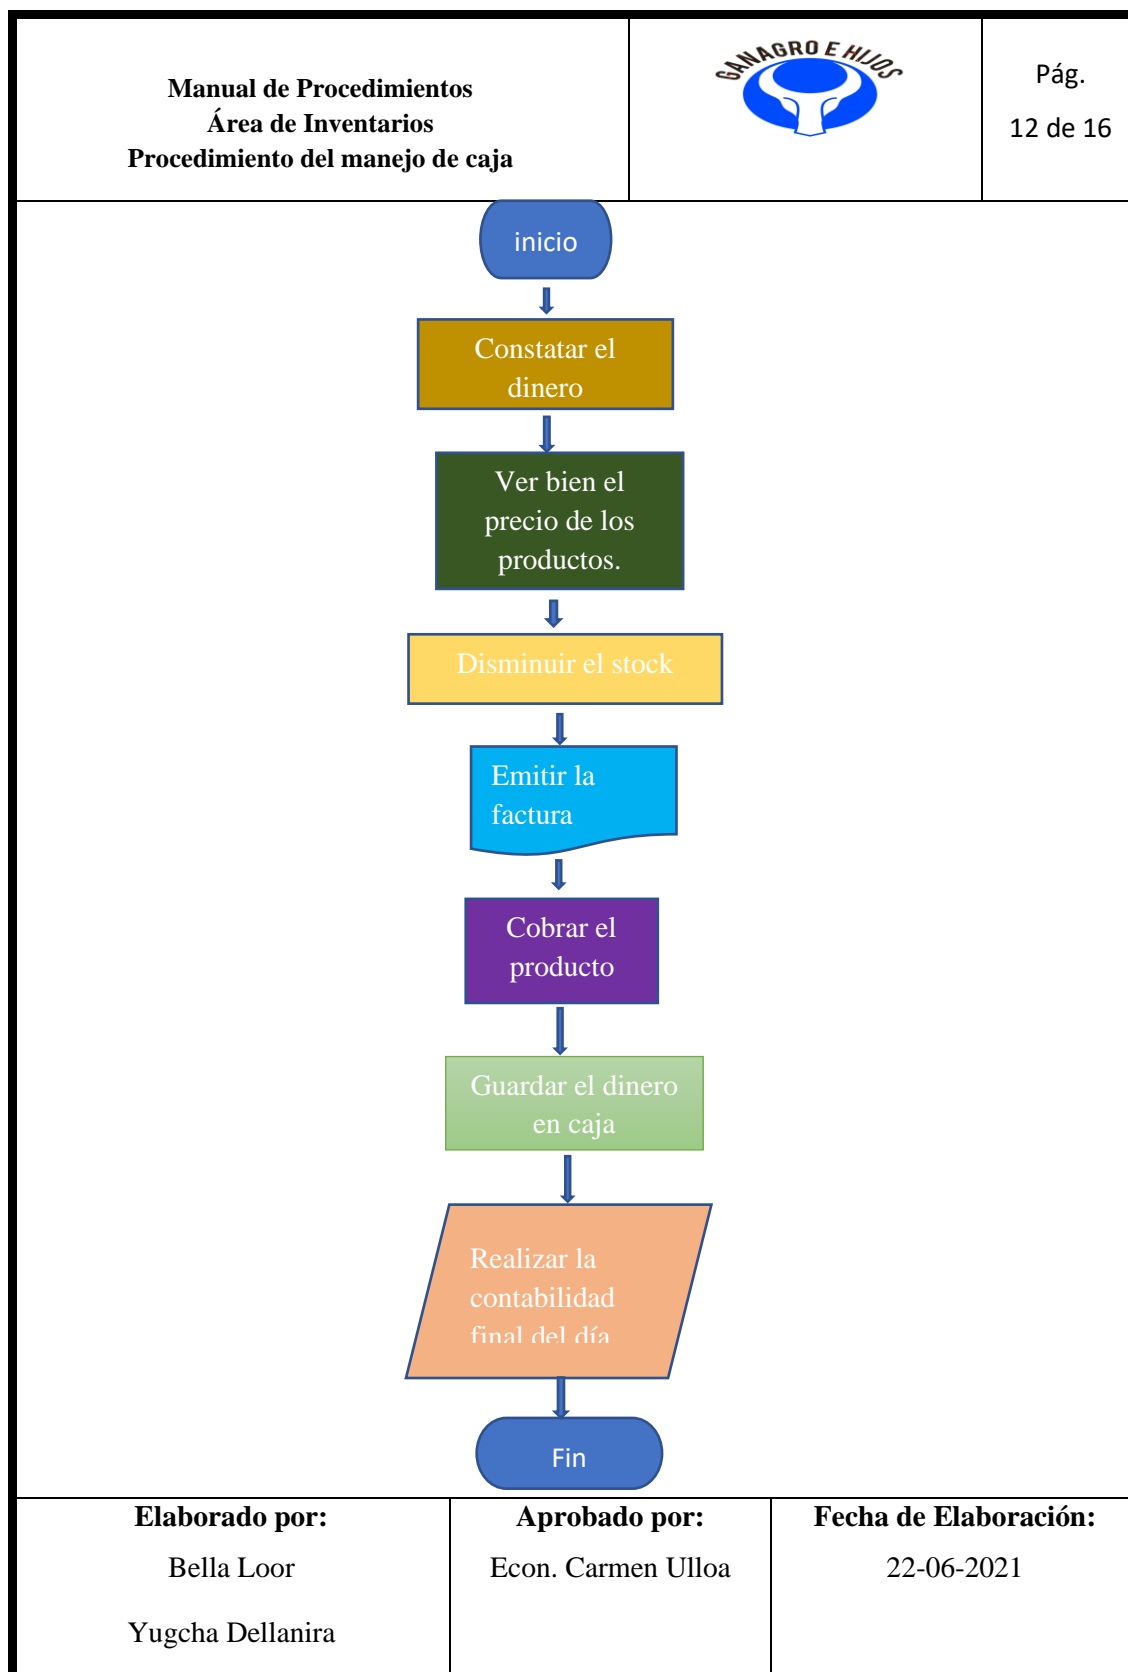 Manual de Procedimientos
Área de Inventarios
Procedimiento del manejo de caja
GANAGRO E HIJOS
Pág.
12 de 16
inicio
Constatar el
dinero
Ver bien el
precio de los
productos.
Disminuir el stock
Emitir la
factura
Cobrar el
producto
Guardar el dinero
en caja
Realizar la
contabilidad
final del día
Fin
Elaborado por:
Bella Loor
Yugcha Dellanira
Aprobado por:
Econ. Carmen Ulloa
Fecha de Elaboración:
22-06-2021